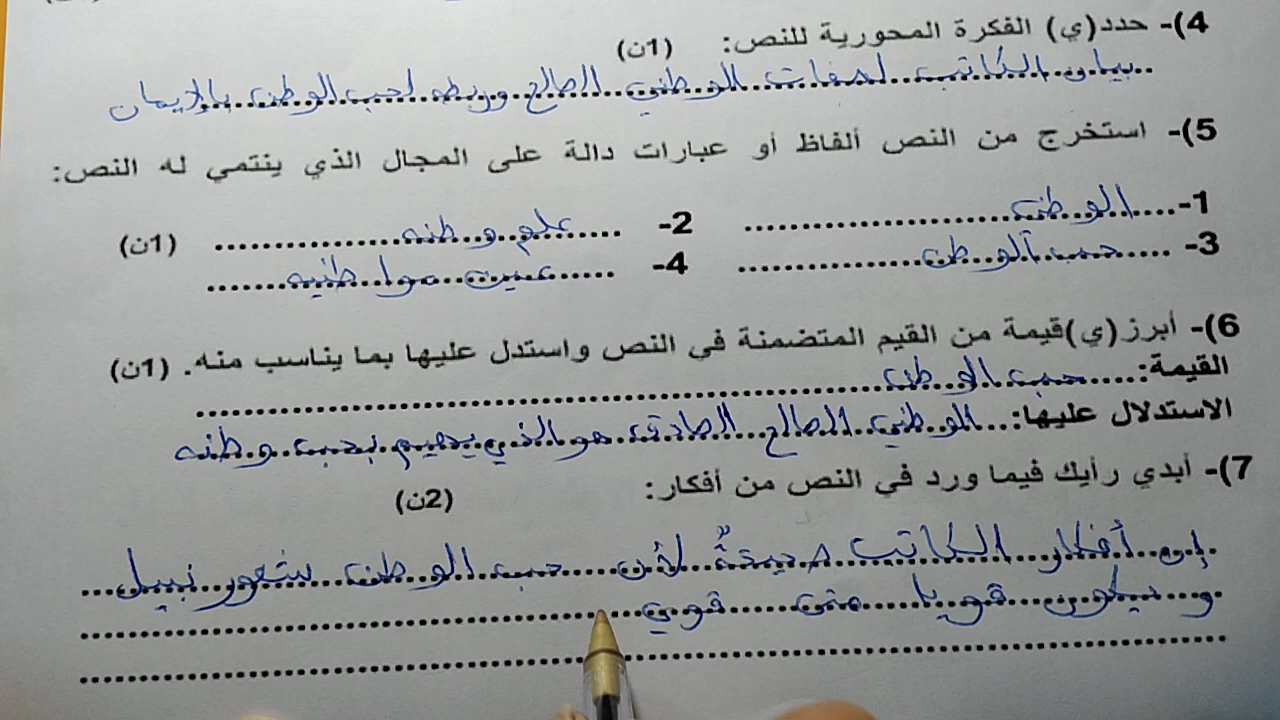 4)- حدد(ي) الفكرة المحورية للنص: (1ن)
بيان الكاتب لصفات الوطني الصالح وربطه لحب الوطن بالإيمان
5)- استخرج من النص ألفاظ أو عبارات دالة على المجال الذي ينتمي له النص:
1- الوطن 2- علم وطنه (1ن)
3- حب الوطن 4- عين مواطنيه
6)- أبرز(ي)قيمة من القيم المتضمنة في النص واستدل عليها بما يناسب منه. (1ن)
القيمة: حب الوطن
الاستدلال عليها: الوطني الصالح الصادق هو الذي يهيم بحب وطنه
7)- أبدي رأيك فيما ورد في النص من أفكار: (2ن)
إن أفكار الكاتب صحيحة لأن حب الوطن شعور نبيل
و سيكون قويا متى قوي